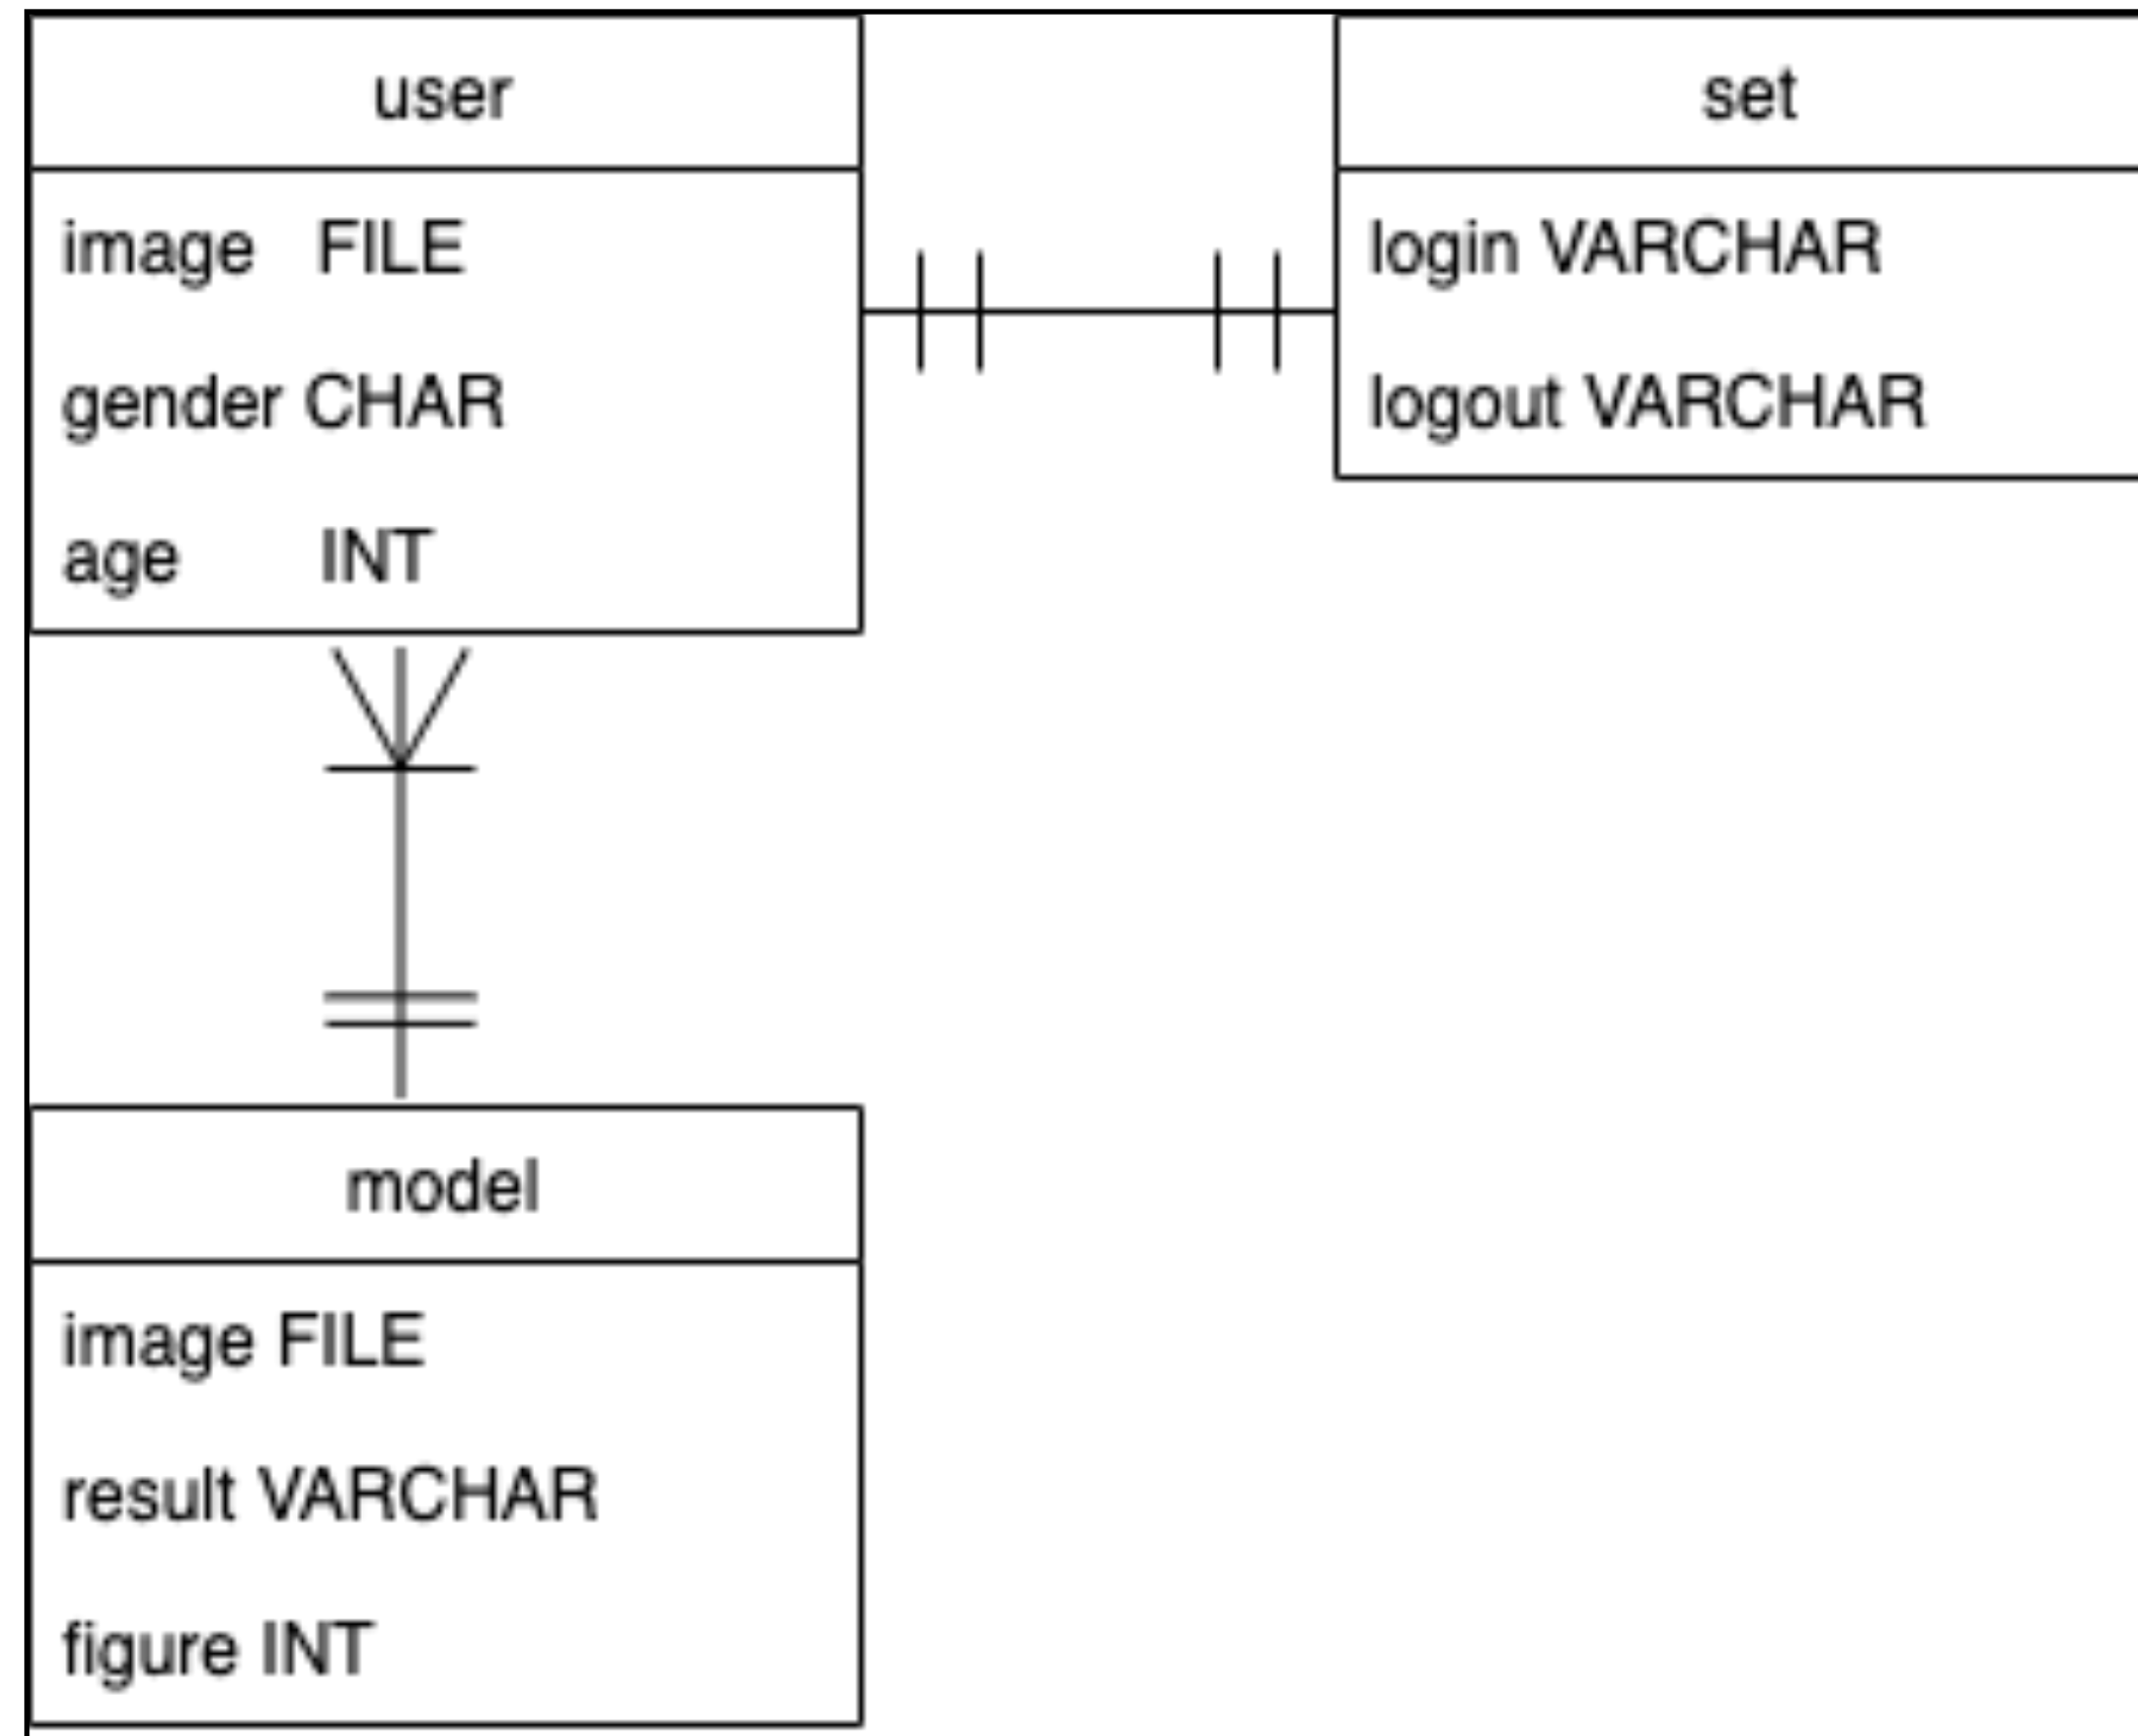 user
image FILE
gender CHAR
age INT
set
login VARCHAR
logout VARCHAR
model
image FILE
result VARCHAR
figure INT